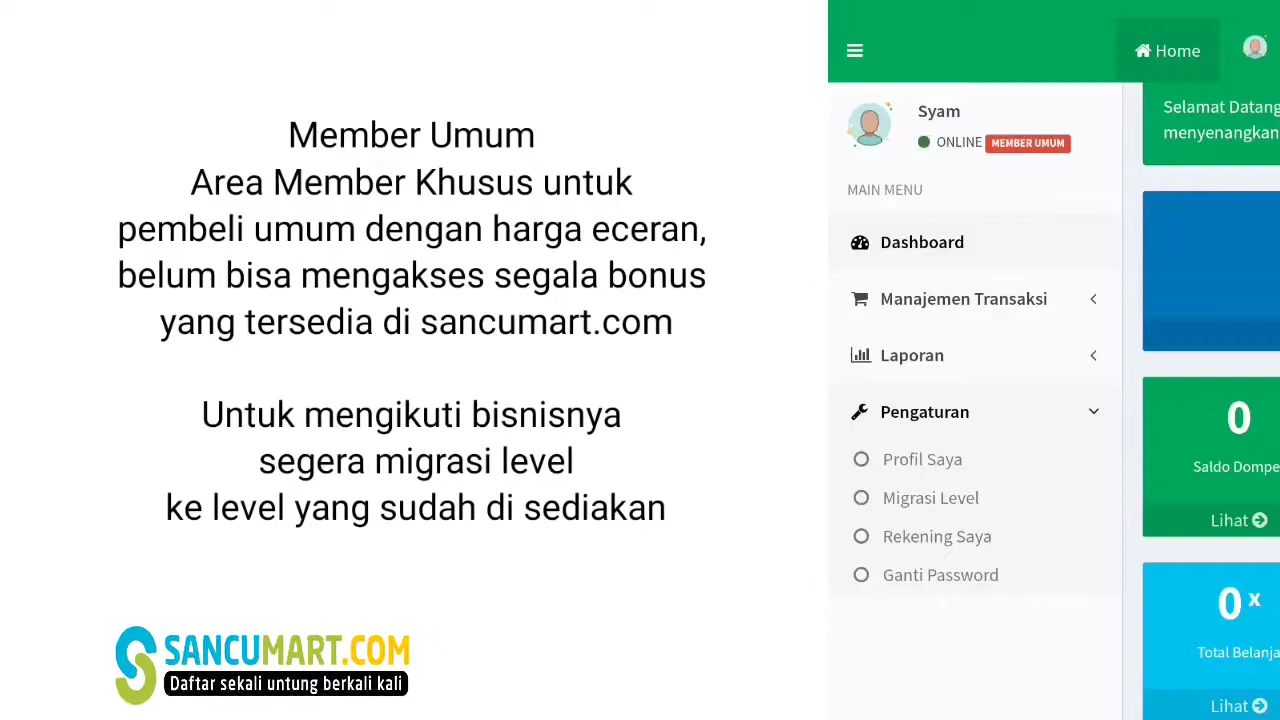 Member Umum
Area Member Khusus untuk
pembeli umum dengan harga eceran,
belum bisa mengakses segala bonus
yang tersedia di sancumart.com
Untuk mengikuti bisnisnya
segera migrasi level
ke level yang sudah di sediakan
SANCUMART.COM
Daftar sekali untung berkali kali
Home
Syam
ONLINE MEMBER UMUM
MAIN MENU
Dashboard
Manajemen Transaksi
Laporan
Pengaturan
Profil Saya
Migrasi Level
Rekening Saya
Ganti Password
Selamat Datang
menyenangkan
0
Saldo Dompe
Lihat
0 x
Total Belanja
Lihat